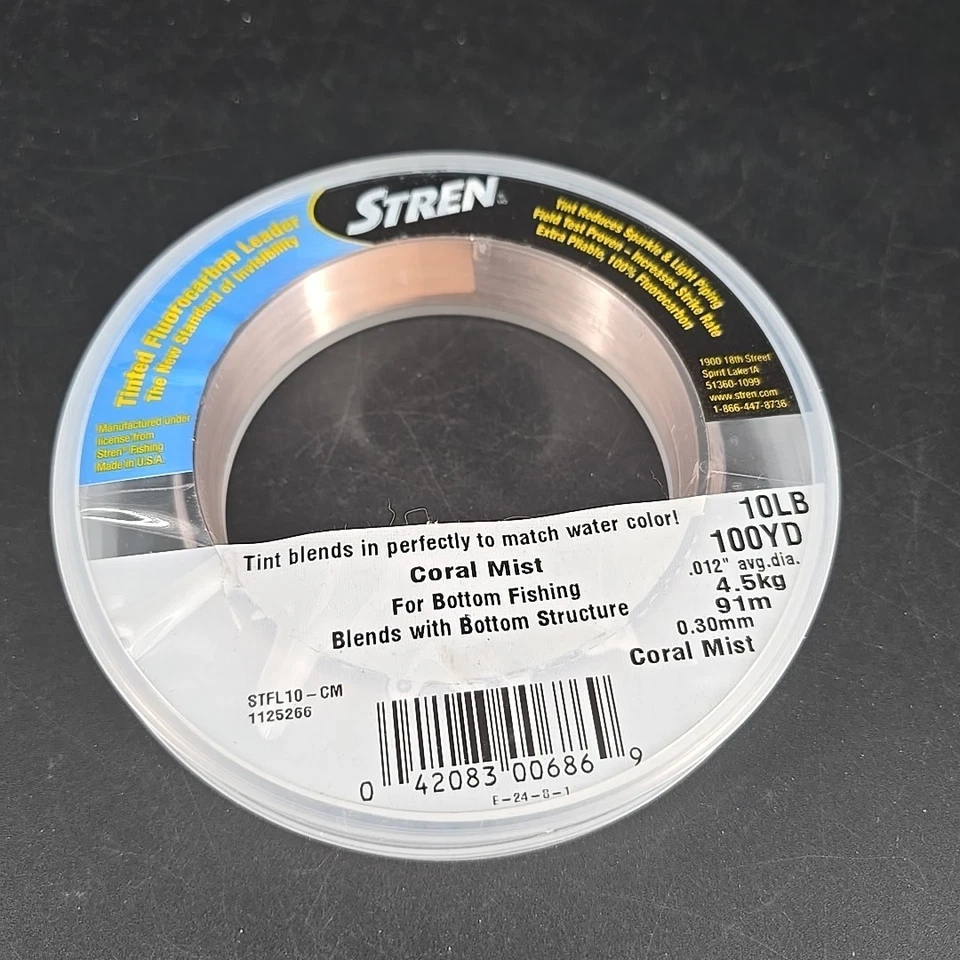 STREN
Tinted Fluorocarbon Leader
The New Standard of Invisibility
Manufactured under
license from
Stren® Fishing
Made in U.S.A.
Tint Reduces Sparkle & Light Piping
Field Test Proven - Increases Strike Rate
Extra Pliable, 100% Fluorocarbon
1900 18th Street
Spirit Lake IA
51360-1099
www.stren.com
1-866-447-8736
Tint blends in perfectly to match water color!
Coral Mist
For Bottom Fishing
Blends with Bottom Structure
10LB
100YD
.012" avg.dia.
4.5kg
91m
0.30mm
Coral Mist
STFL10-CM
1125266
0 42083 00686 9
E-24-8-1